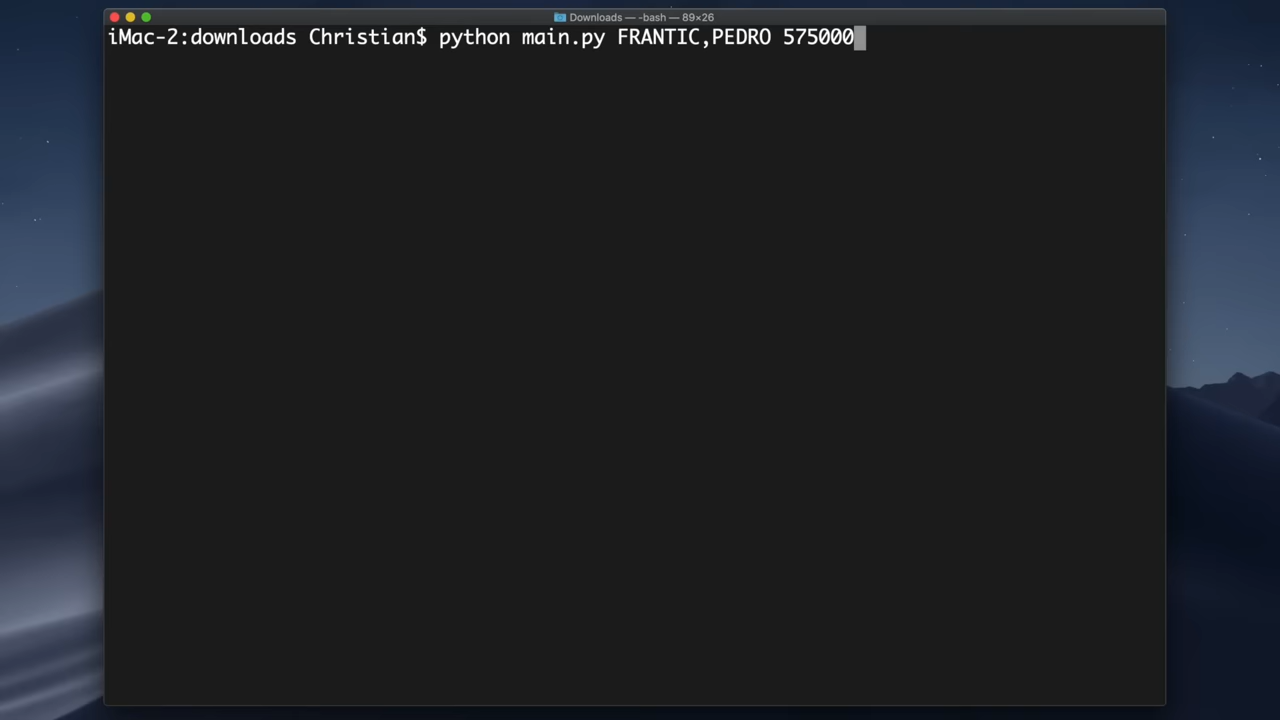 Downloads — -bash — 89×26
iMac-2:downloads Christian$ python main.py FRANTIC,PEDRO 575000